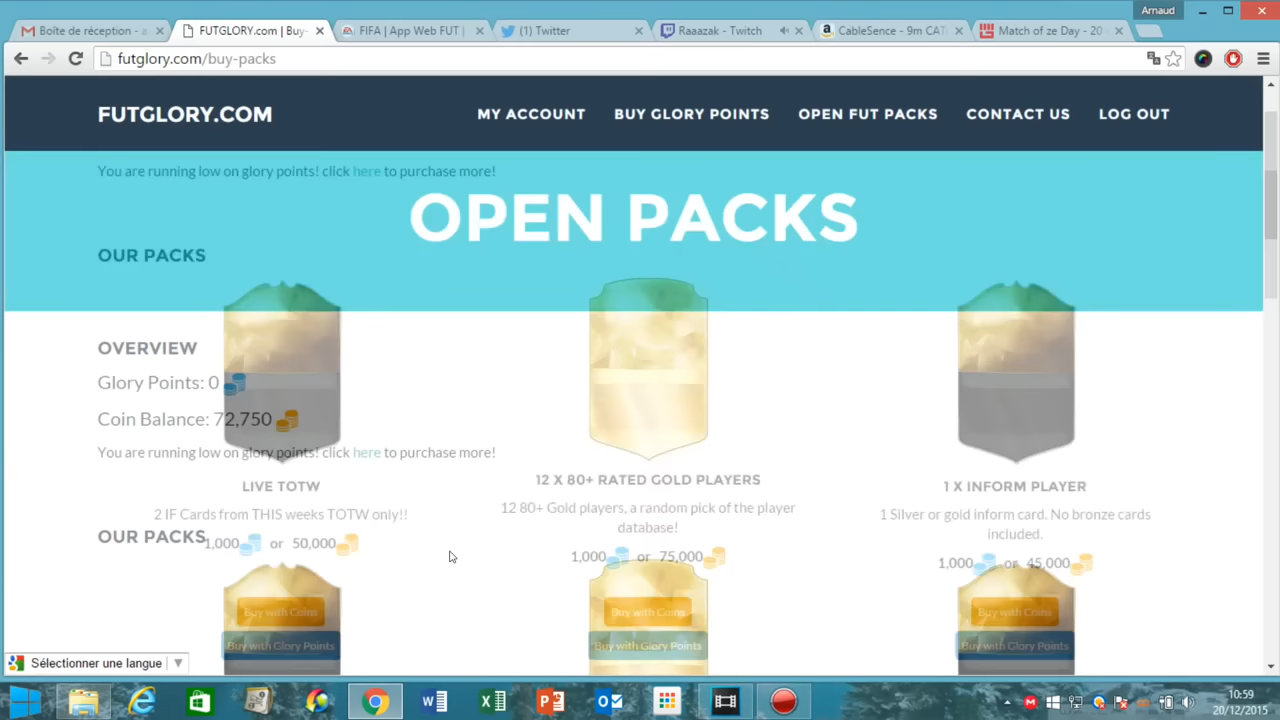 Arnaud
Boîte de réception - a
FUTGLORY.com | Buy-
FIFA | App Web FUT |
(1) Twitter
Raaazak - Twitch
CableSence - 9m CAT
Match of ze Day - 20
futglory.com/buy-packs
FUTGLORY.COM
MY ACCOUNT
BUY GLORY POINTS
OPEN FUT PACKS
CONTACT US
LOG OUT
You are running low on glory points! click here to purchase more!
OPEN PACKS
OUR PACKS
OVERVIEW
Glory Points: 0
Coin Balance: 72,750
You are running low on glory points! click here to purchase more!
LIVE TOTW
12 X 80+ RATED GOLD PLAYERS
1 X INFORM PLAYER
2 IF Cards from THIS weeks TOTW only!!
12 80+ Gold players, a random pick of the player
database!
1 Silver or gold inform card. No bronze cards
included.
OUR PACKS
1,000 or 50,000
1,000 or 75,000
1,000 or 45,000
Buy with Coins
Buy with Coins
Buy with Coins
Buy with Glory Points
Buy with Glory Points
Buy with Glory Points
Sélectionner une langue
10:59
20/12/2015